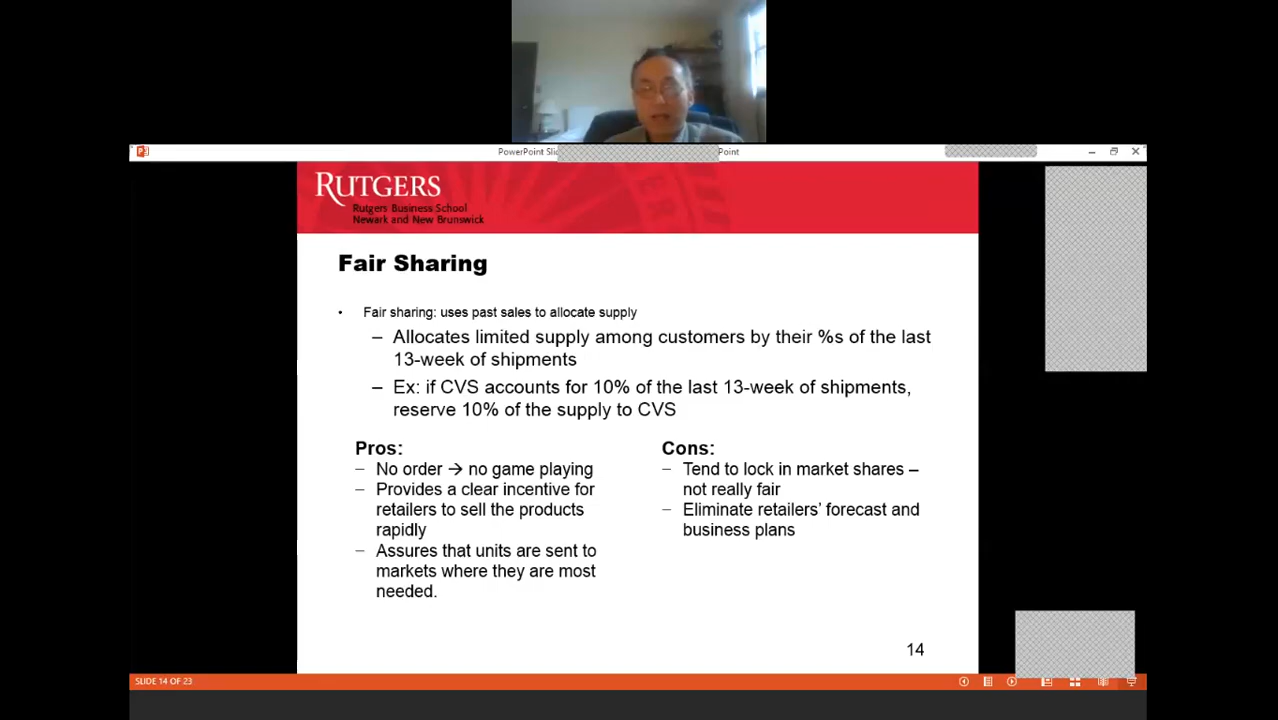 PowerPoint Slid
Point
RUTGERS
Rutgers Business School
Newark and New Brunswick
Fair Sharing
• Fair sharing: uses past sales to allocate supply
– Allocates limited supply among customers by their %s of the last
13-week of shipments
– Ex: if CVS accounts for 10% of the last 13-week of shipments,
reserve 10% of the supply to CVS
Pros:
– No order → no game playing
– Provides a clear incentive for
retailers to sell the products
rapidly
– Assures that units are sent to
markets where they are most
needed.
Cons:
– Tend to lock in market shares –
not really fair
– Eliminate retailers' forecast and
business plans
14
SLIDE 14 OF 23